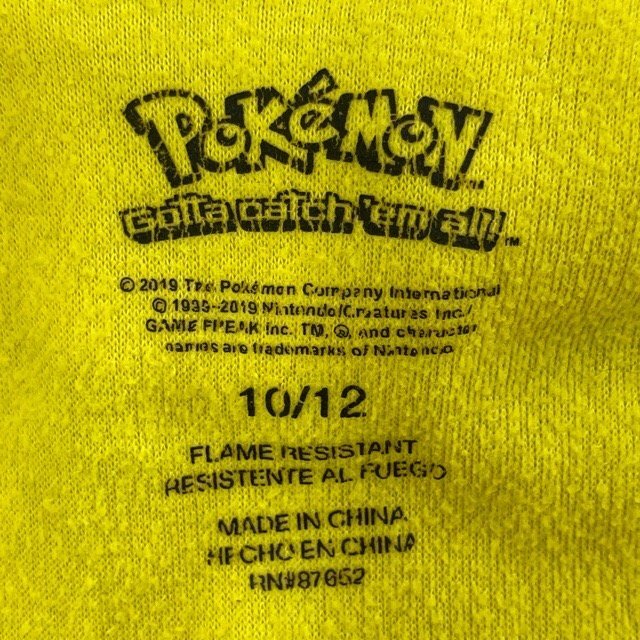 POKéMON
Gotta catch 'em all! ™
© 2019 The Pokémon Company International
© 1995-2019 Nintendo/Creatures Inc./
GAME FREAK inc. TM, ®, and character
names are trademarks of Nintendo
10/12
FLAME RESISTANT
RESISTENTE AL FUEGO
MADE IN CHINA
HECHO EN CHINA
RN#87652